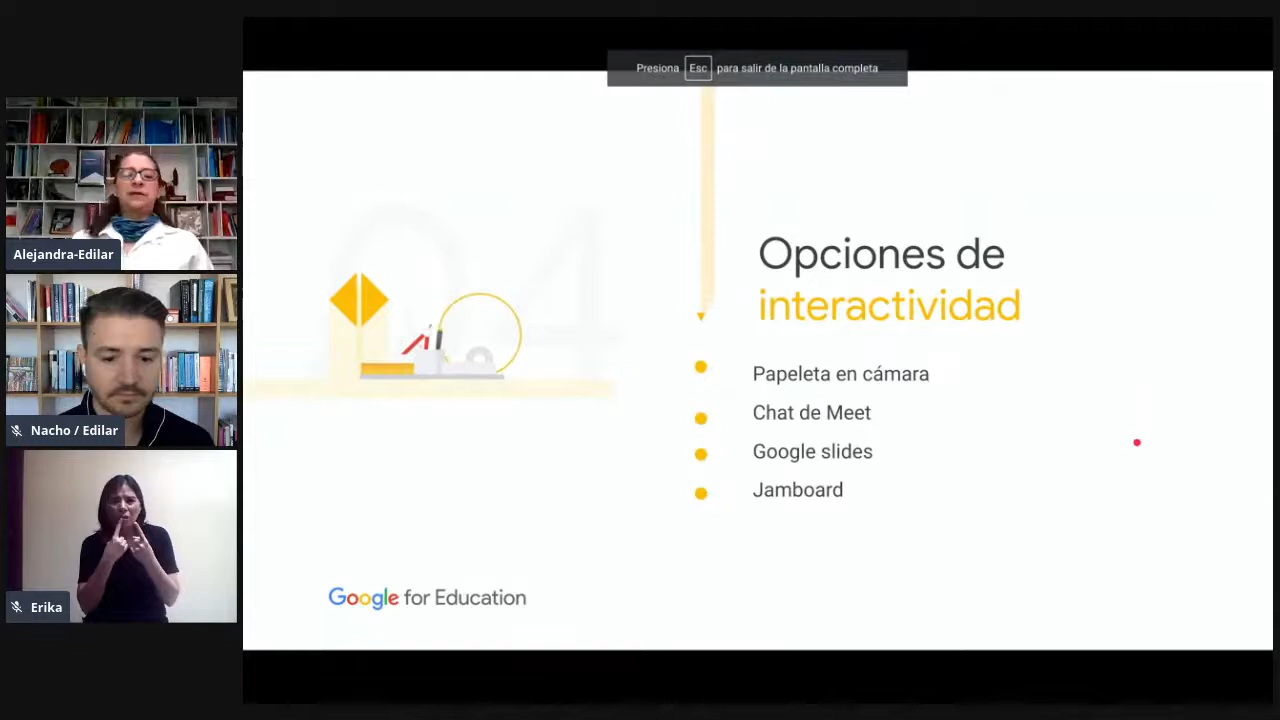 Presiona Esc para salir de la pantalla completa
Alejandra-Edilar
Nacho / Edilar
Erika
04
Opciones de
interactividad
Papeleta en cámara
Chat de Meet
Google slides
Jamboard
Google for Education